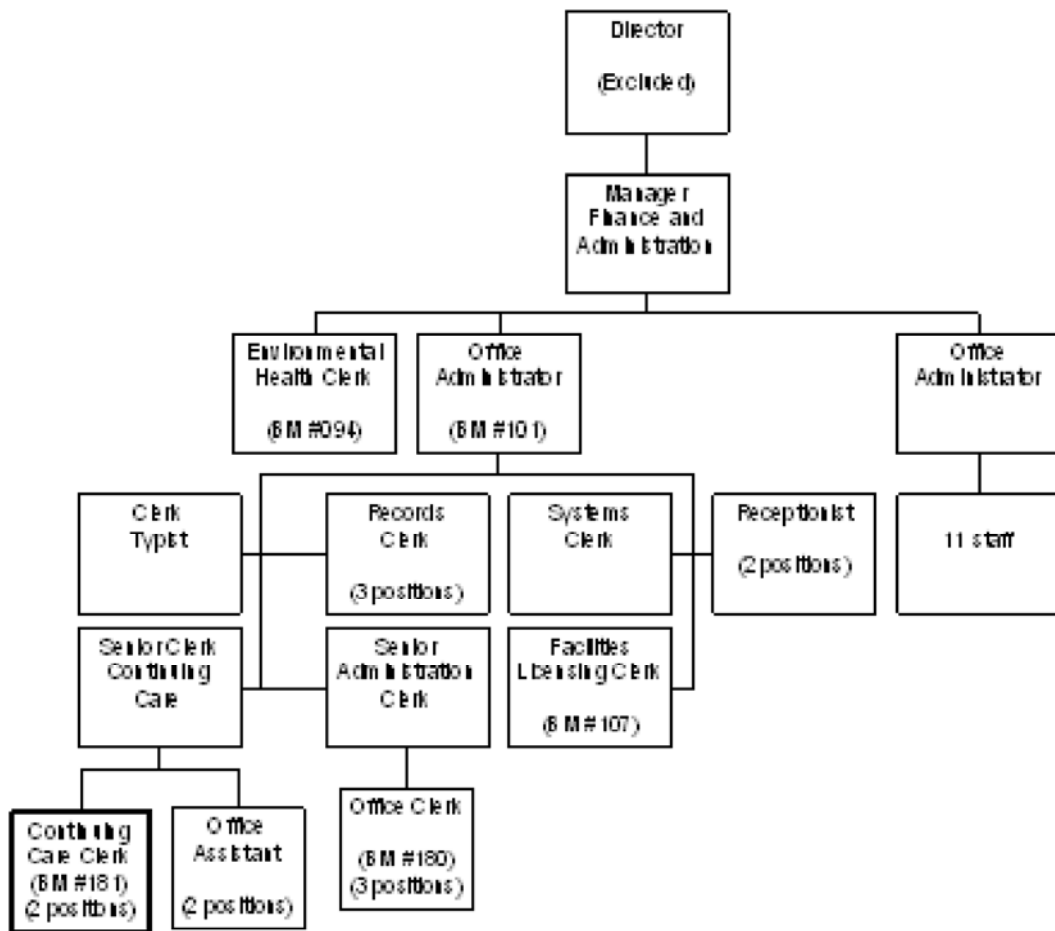 Director
(Excluded)
Manager
Finance and
Administration
Environmental
Health Clerk
(BM #094)
Office
Administrator
(BM #101)
Office
Administrator
Clerk
Typist
Records
Clerk
(3 positions)
Systems
Clerk
Receptionist
(2 positions)
11 staff
Senior Clerk
Continuing
Care
Senior
Administration
Clerk
Facilities
Licensing Clerk
(BM #107)
Continuing
Care Clerk
(BM #181)
(2 positions)
Office
Assistant
(2 positions)
Office Clerk
(BM #180)
(3 positions)